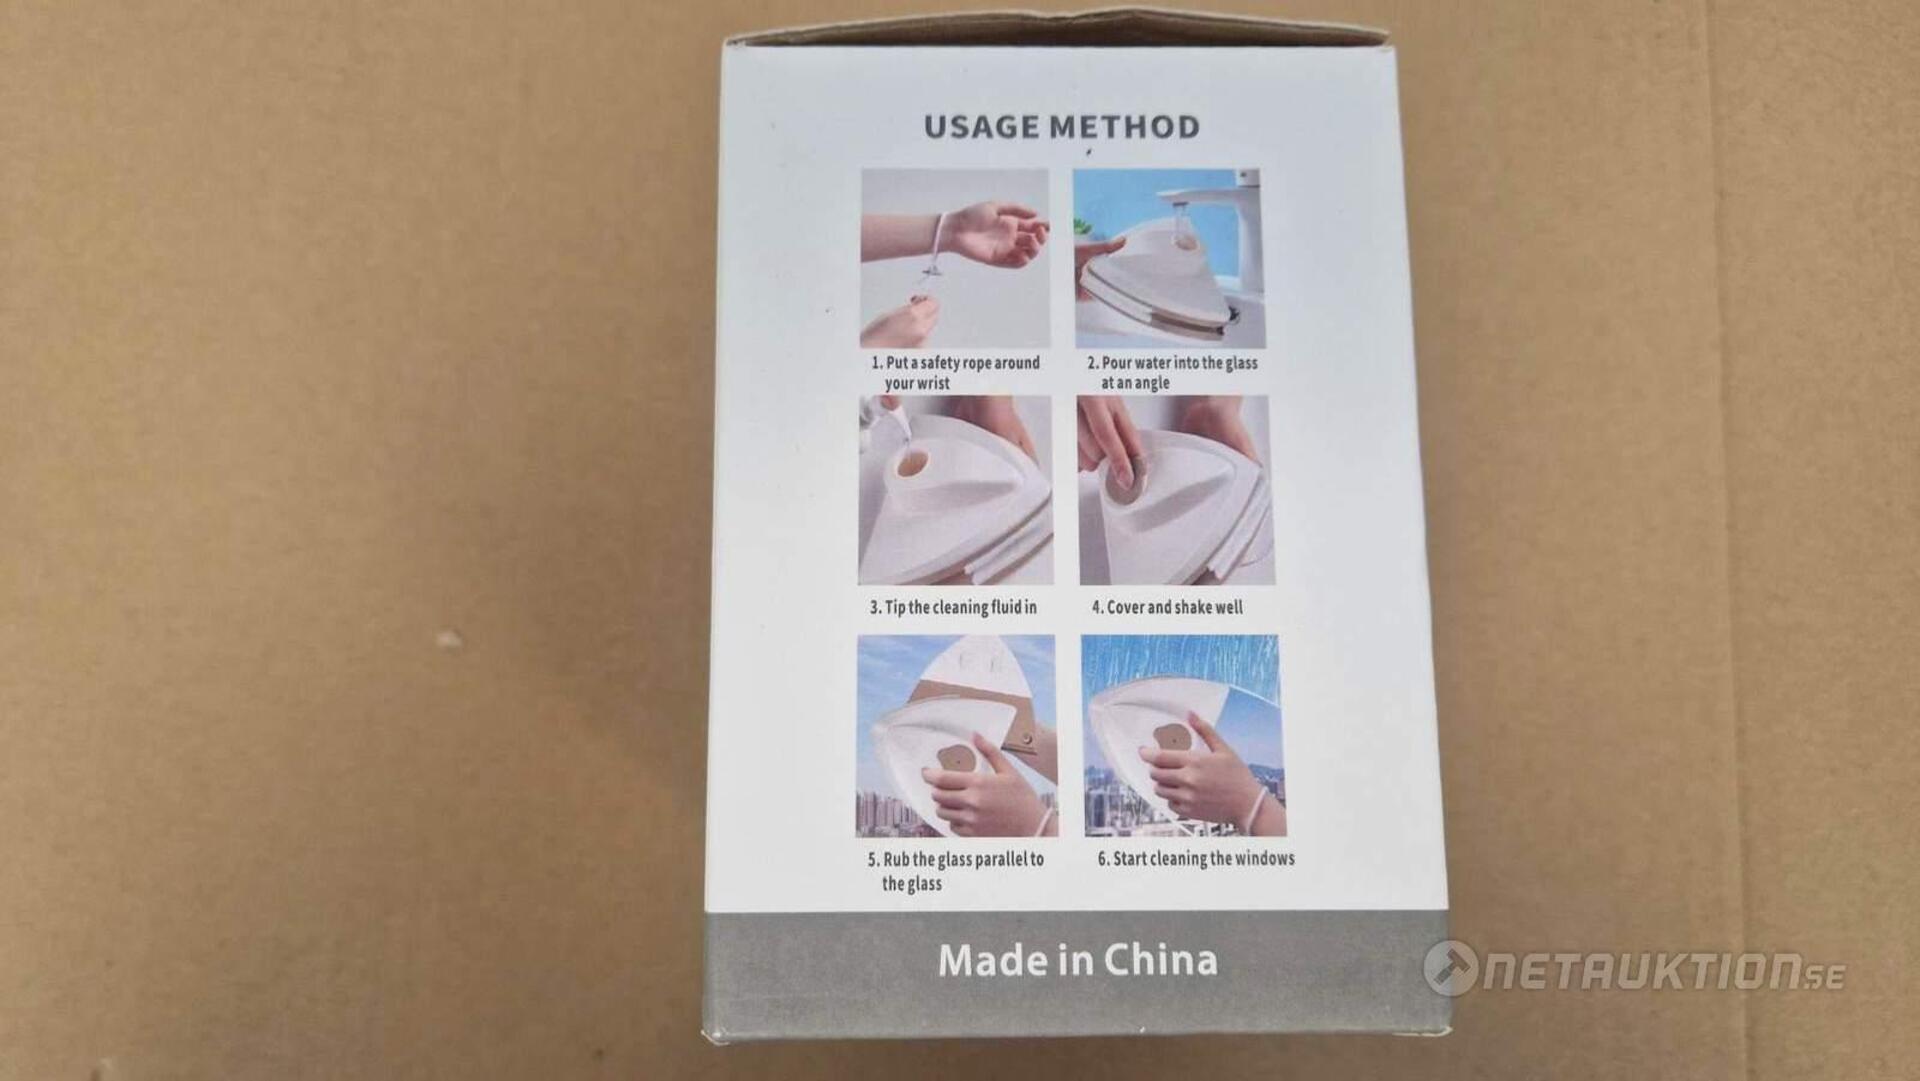 USAGE METHOD
1. Put a safety rope around
your wrist
2. Pour water into the glass
at an angle
3. Tip the cleaning fluid in
4. Cover and shake well
5. Rub the glass parallel to
the glass
6. Start cleaning the windows
Made in China
NETAUKTION.SE